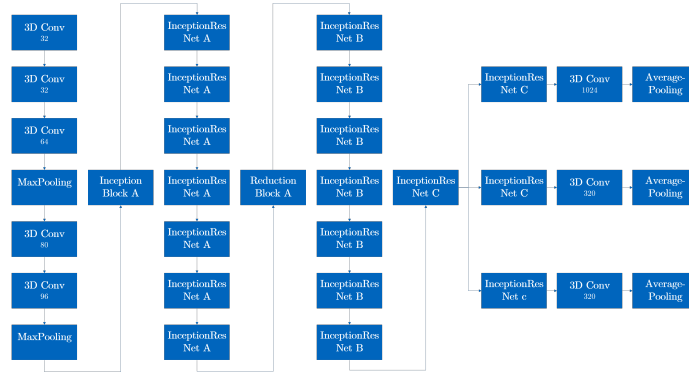 3D Conv
32
3D Conv
32
3D Conv
64
MaxPooling
3D Conv
80
3D Conv
96
MaxPooling
Inception
Block A
InceptionRes
Net A
InceptionRes
Net A
InceptionRes
Net A
InceptionRes
Net A
InceptionRes
Net A
InceptionRes
Net A
InceptionRes
Net A
Reduction
Block A
InceptionRes
Net B
InceptionRes
Net B
InceptionRes
Net B
InceptionRes
Net B
InceptionRes
Net B
InceptionRes
Net B
InceptionRes
Net B
InceptionRes
Net C
InceptionRes
Net C
3D Conv
1024
Average-
Pooling
InceptionRes
Net C
3D Conv
320
Average-
Pooling
InceptionRes
Net c
3D Conv
320
Average-
Pooling